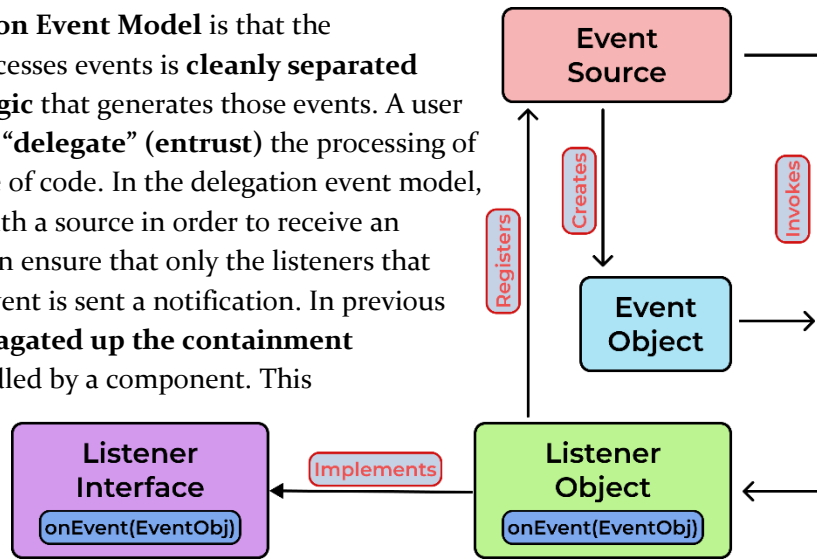 on Event Model is that the
cesses events is cleanly separated
gic that generates those events. A user
“delegate” (entrust) the processing of
e of code. In the delegation event model,
th a source in order to receive an
n ensure that only the listeners that
vent is sent a notification. In previous
agated up the containment
dled by a component. This
Event
Source
Registers
Creates
Invokes
Event
Object
Listener
Interface
onEvent(EventObj)
Implements
Listener
Object
onEvent(EventObj)